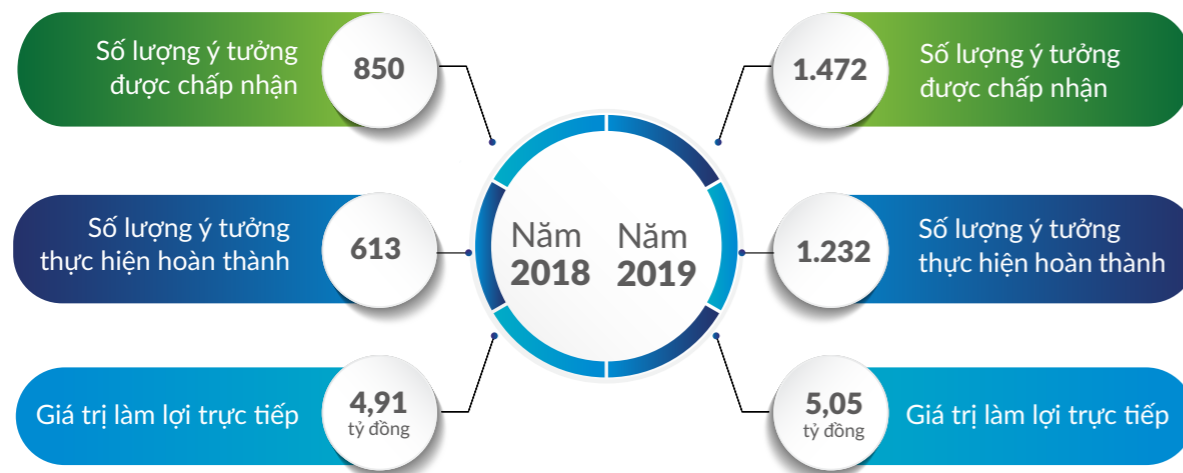 Số lượng ý tưởng
được chấp nhận
850
Số lượng ý tưởng
thực hiện hoàn thành
613
Giá trị làm lợi trực tiếp
4,91
tỷ đồng
Năm
2018
Năm
2019
1.472
Số lượng ý tưởng
được chấp nhận
1.232
Số lượng ý tưởng
thực hiện hoàn thành
5,05
tỷ đồng
Giá trị làm lợi trực tiếp